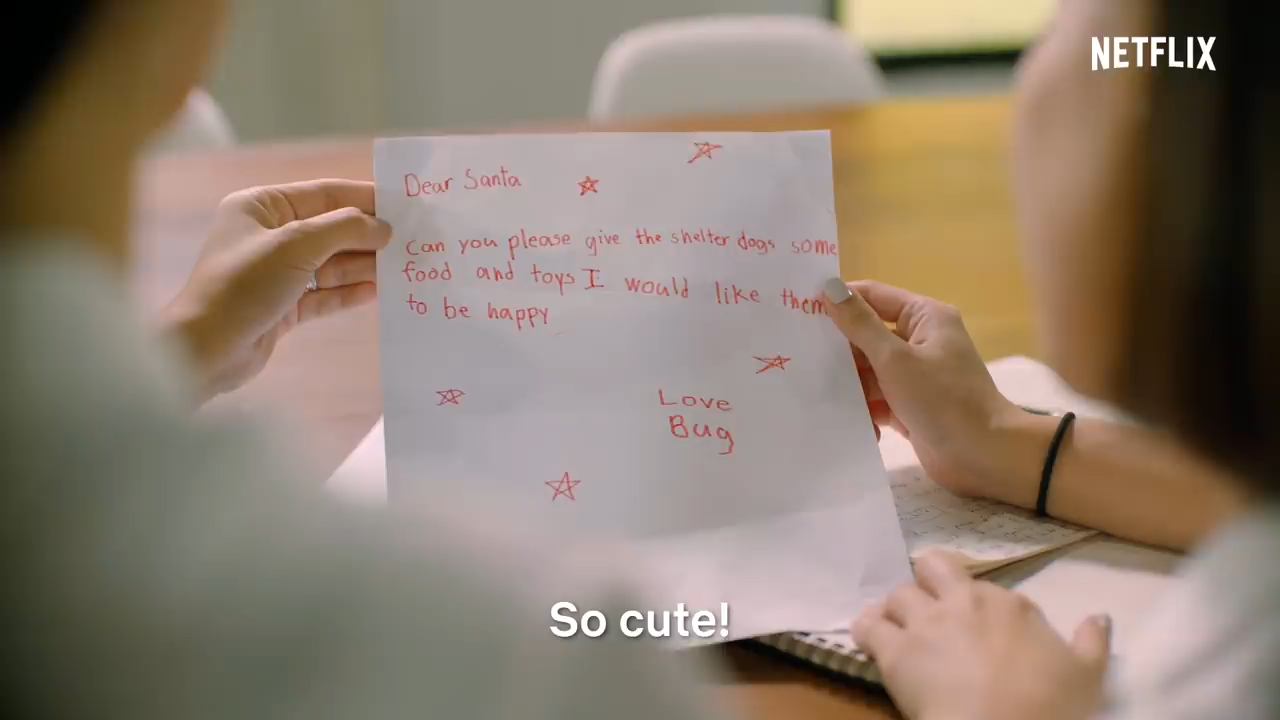 NETFLIX
Dear Santa
Can you please give the shelter dogs some
food and toys I would like them
to be happy
Love
Bug
So cute!